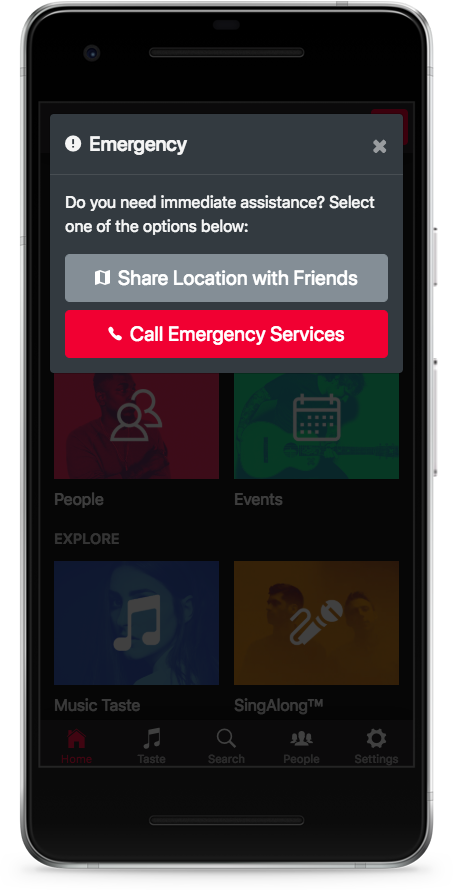 Emergency
Do you need immediate assistance? Select
one of the options below:
Share Location with Friends
Call Emergency Services
People
Events
EXPLORE
Music Taste
SingAlong™
Home
Taste
Search
People
Settings